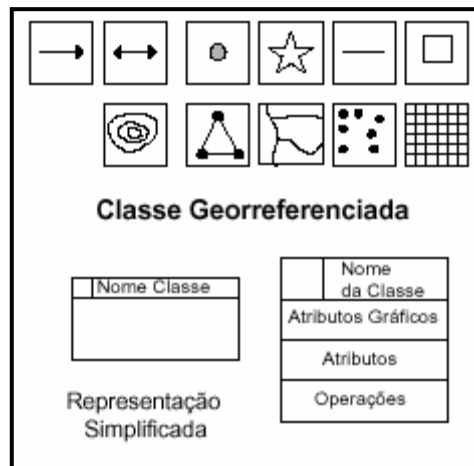 Classe Georreferenciada
Nome Classe
Representação
Simplificada
Nome
da Classe
Atributos Gráficos
Atributos
Operações